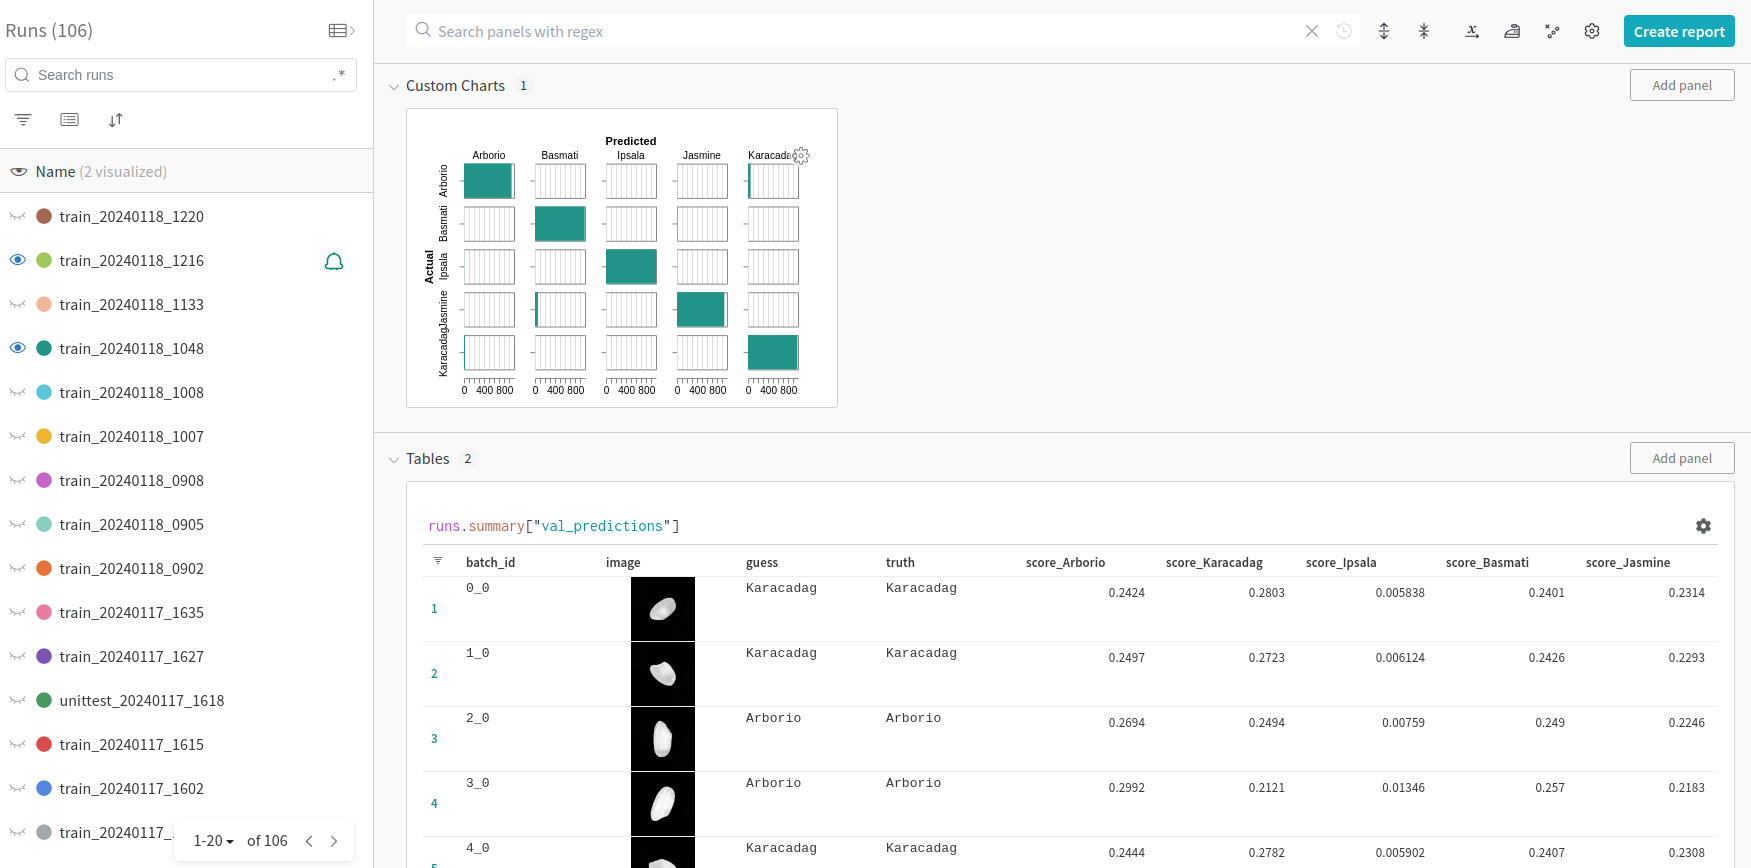 Runs (106)
Search runs
.*
Name (2 visualized)
train_20240118_1220
train_20240118_1216
train_20240118_1133
train_20240118_1048
train_20240118_1008
train_20240118_1007
train_20240118_0908
train_20240118_0905
train_20240118_0902
train_20240117_1635
train_20240117_1627
unittest_20240117_1618
train_20240117_1615
train_20240117_1602
train_20240117_
1-20 of 106
Search panels with regex
Create report
Custom Charts 1
Add panel
Predicted
Arborio Basmati Ipsala Jasmine Karacada
Actual
Arborio
Basmati
Ipsala
Jasmine
Karacadag
0 400 800 0 400 800 0 400 800 0 400 800 0 400 800
Tables 2
Add panel
runs.summary["val_predictions"]
batch_id image guess truth score_Arborio score_Karacadag score_Ipsala score_Basmati score_Jasmine
1 0_0 Karacadag Karacadag 0.2424 0.2803 0.005838 0.2401 0.2314
2 1_0 Karacadag Karacadag 0.2497 0.2723 0.006124 0.2426 0.2293
3 2_0 Arborio Arborio 0.2694 0.2494 0.00759 0.249 0.2246
4 3_0 Arborio Arborio 0.2992 0.2121 0.01346 0.257 0.2183
4_0 Karacadag Karacadag 0.2444 0.2782 0.005902 0.2407 0.2308